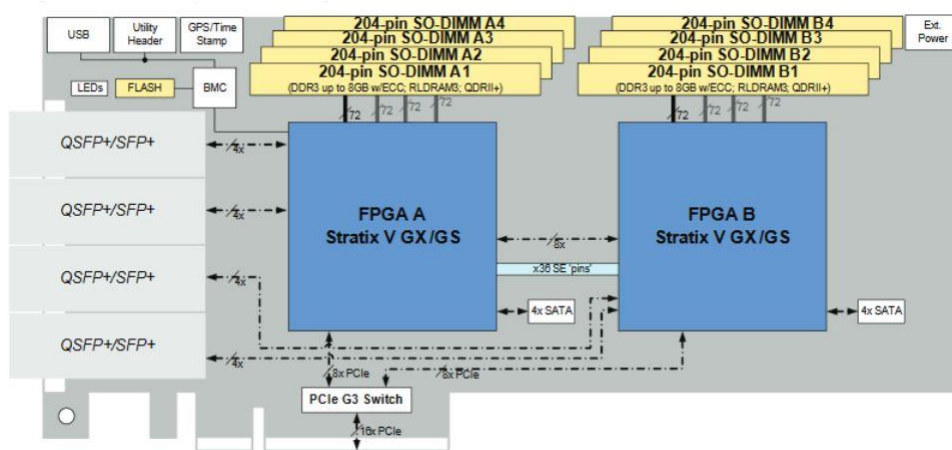 USB
Utility
Header
GPS/Time
Stamp
204-pin SO-DIMM A4
204-pin SO-DIMM A3
204-pin SO-DIMM A2
204-pin SO-DIMM A1
(DDR3 up to 8GB w/ECC; RLDRAM3; QDRII+)
204-pin SO-DIMM B4
204-pin SO-DIMM B3
204-pin SO-DIMM B2
204-pin SO-DIMM B1
(DDR3 up to 8GB w/ECC; RLDRAM3; QDRII+)
Ext.
Power
LEDs
FLASH
BMC
72
72
72
72
72
72
72
72
QSFP+/SFP+
4x
QSFP+/SFP+
4x
QSFP+/SFP+
4x
QSFP+/SFP+
4x
FPGA A
Stratix V GX/GS
FPGA B
Stratix V GX/GS
8x
x36 SE 'pins'
4x SATA
4x SATA
8x PCIe
8x PCIe
PCIe G3 Switch
16x PCIe